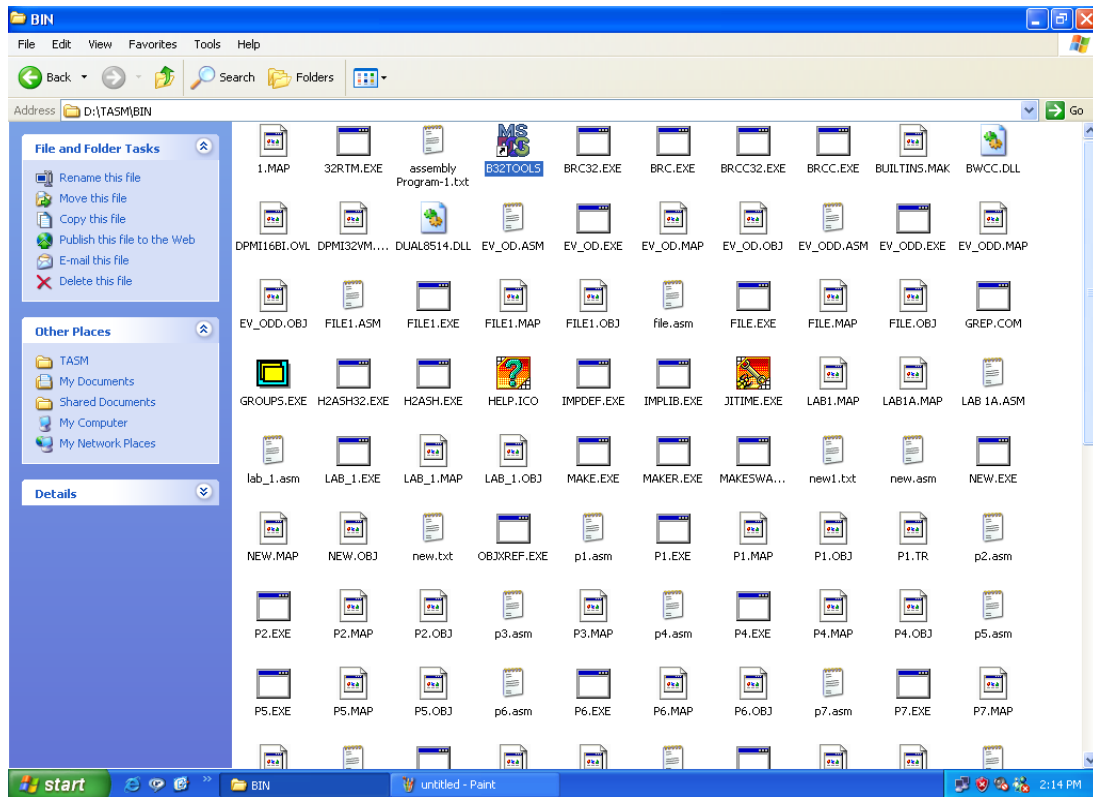 BIN
File Edit View Favorites Tools Help
Back Search Folders
Address D:\TASM\BIN Go
File and Folder Tasks
Rename this file
Move this file
Copy this file
Publish this file to the Web
E-mail this file
Delete this file
Other Places
TASM
My Documents
Shared Documents
My Computer
My Network Places
Details
1.MAP 32RTM.EXE assembly Program-1.txt B32TOOLS BRC32.EXE BRC.EXE BRCC32.EXE BRCC.EXE BUILTINS.MAK BWCC.DLL
DPMI16BI.OVL DPMI32VM.... DUAL8514.DLL EV_OD.ASM EV_OD.EXE EV_OD.MAP EV_OD.OBJ EV_ODD.ASM EV_ODD.EXE EV_ODD.MAP
EV_ODD.OBJ FILE1.ASM FILE1.EXE FILE1.MAP FILE1.OBJ file.asm FILE.EXE FILE.MAP FILE.OBJ GREP.COM
GROUPS.EXE H2ASH32.EXE H2ASH.EXE HELP.ICO IMPDEF.EXE IMPLIB.EXE JITIME.EXE LAB1.MAP LAB1A.MAP LAB 1A.ASM
lab_1.asm LAB_1.EXE LAB_1.MAP LAB_1.OBJ MAKE.EXE MAKER.EXE MAKESWA... new1.txt new.asm NEW.EXE
NEW.MAP NEW.OBJ new.txt OBJXREF.EXE p1.asm P1.EXE P1.MAP P1.OBJ P1.TR p2.asm
P2.EXE P2.MAP P2.OBJ p3.asm P3.MAP p4.asm P4.EXE P4.MAP P4.OBJ p5.asm
P5.EXE P5.MAP P5.OBJ p6.asm P6.EXE P6.MAP P6.OBJ p7.asm P7.EXE P7.MAP
start BIN untitled - Paint 2:14 PM